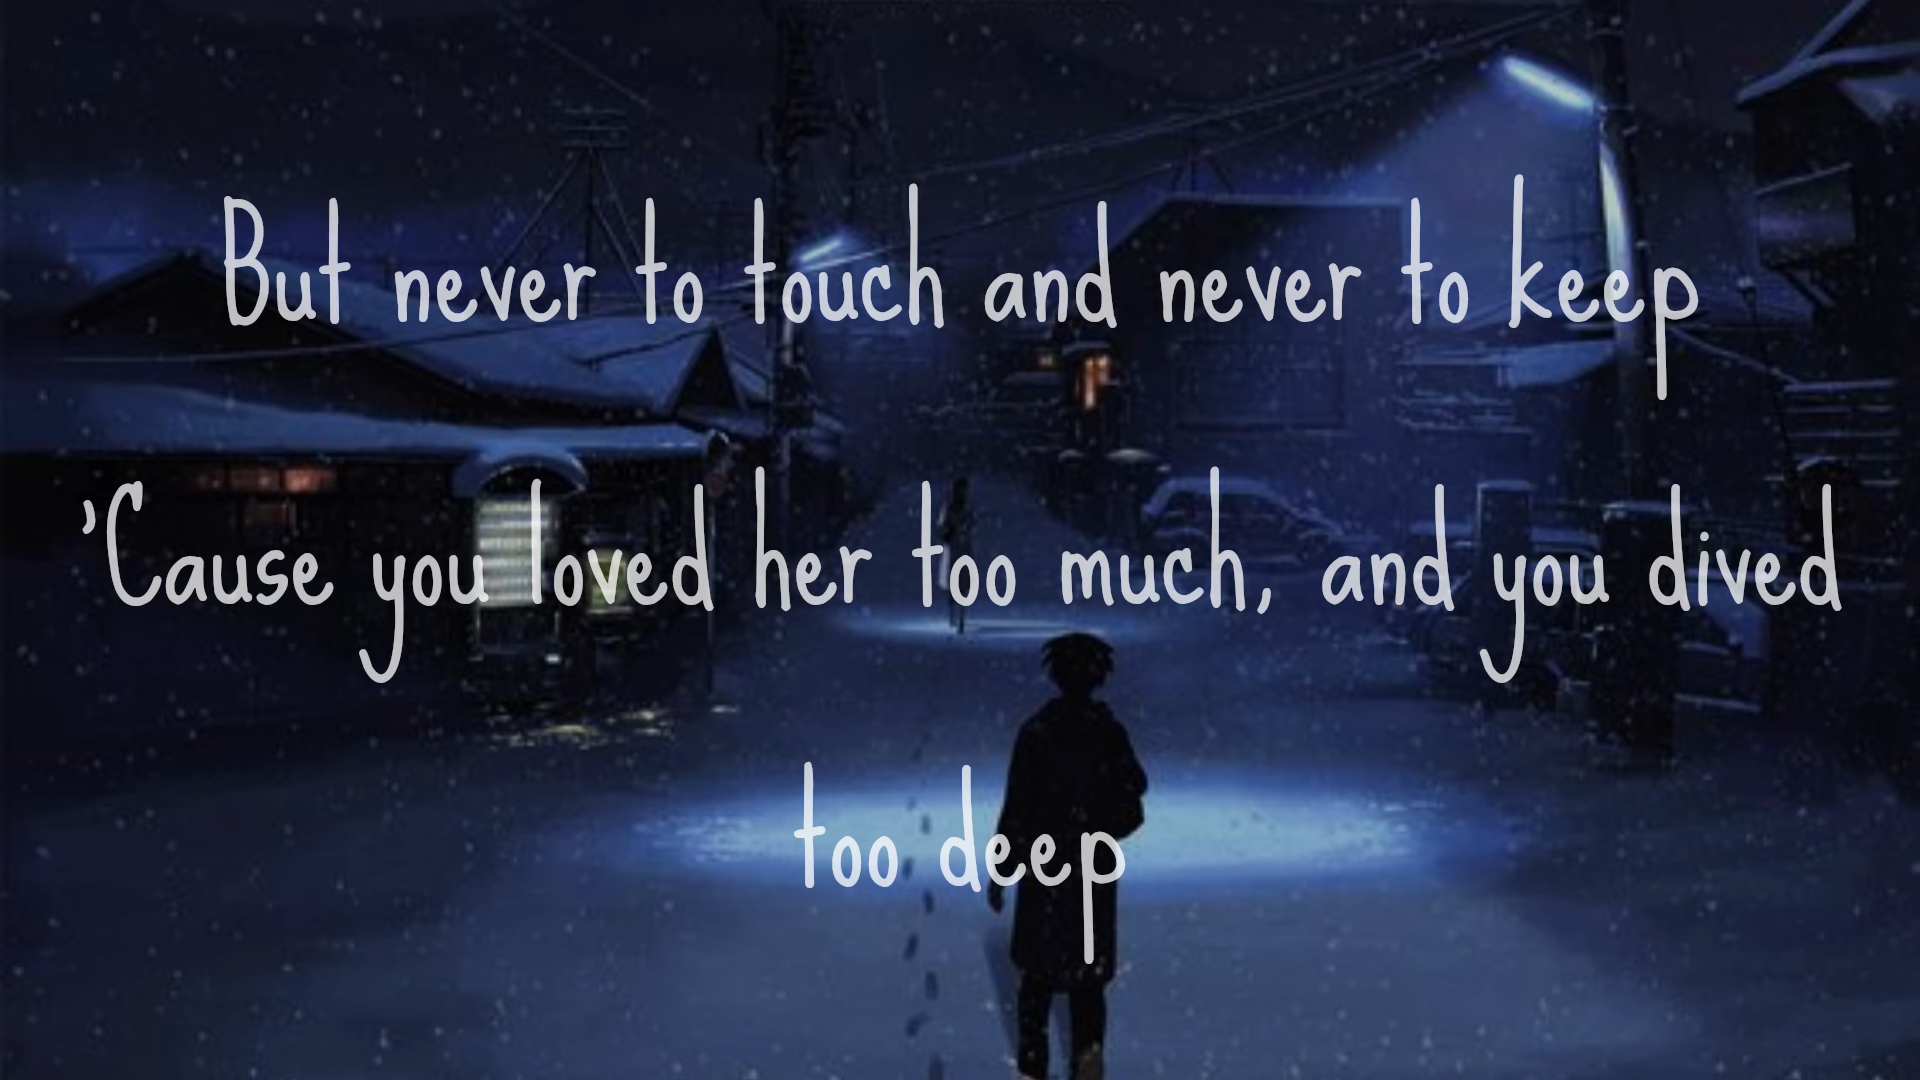 But never to touch and never to keep
'Cause you loved her too much, and you dived
too deep